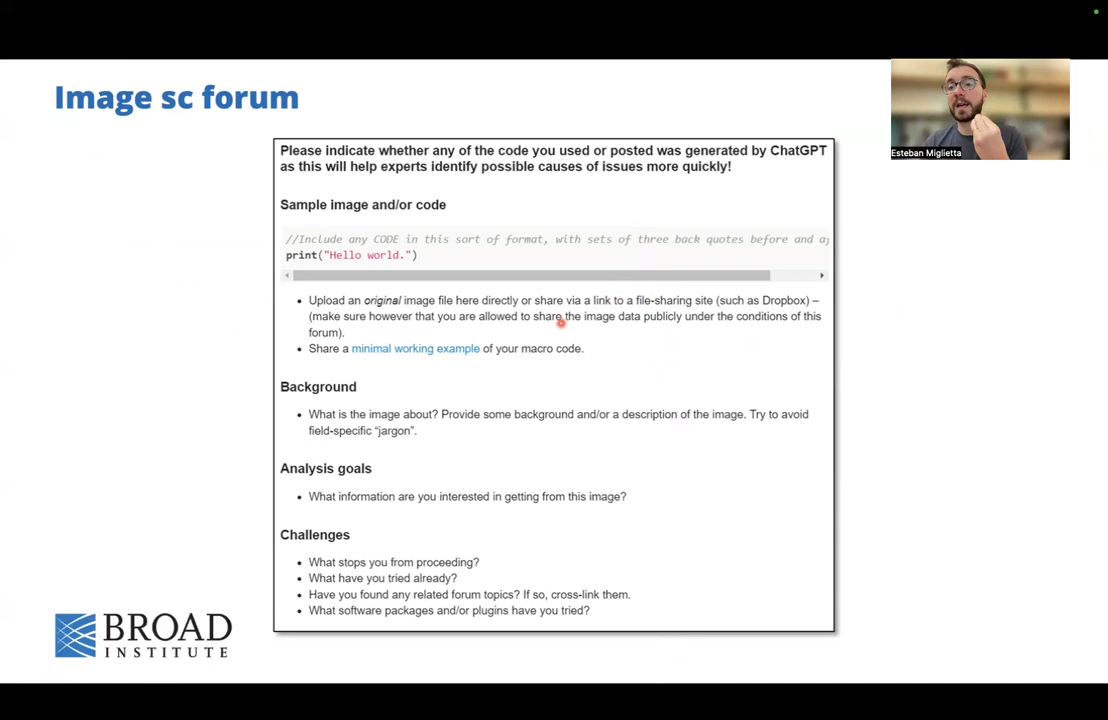 Image sc forum
Esteban Miglietta
Please indicate whether any of the code you used or posted was generated by ChatGPT
as this will help experts identify possible causes of issues more quickly!
Sample image and/or code
//Include any CODE in this sort of format, with sets of three back quotes before and
print("Hello world.")
Upload an original image file here directly or share via a link to a file-sharing site (such as Dropbox) –
(make sure however that you are allowed to share the image data publicly under the conditions of this
forum).
Share a minimal working example of your macro code.
Background
What is the image about? Provide some background and/or a description of the image. Try to avoid
field-specific “jargon”.
Analysis goals
What information are you interested in getting from this image?
Challenges
What stops you from proceeding?
What have you tried already?
Have you found any related forum topics? If so, cross-link them.
What software packages and/or plugins have you tried?
BROAD
INSTITUTE